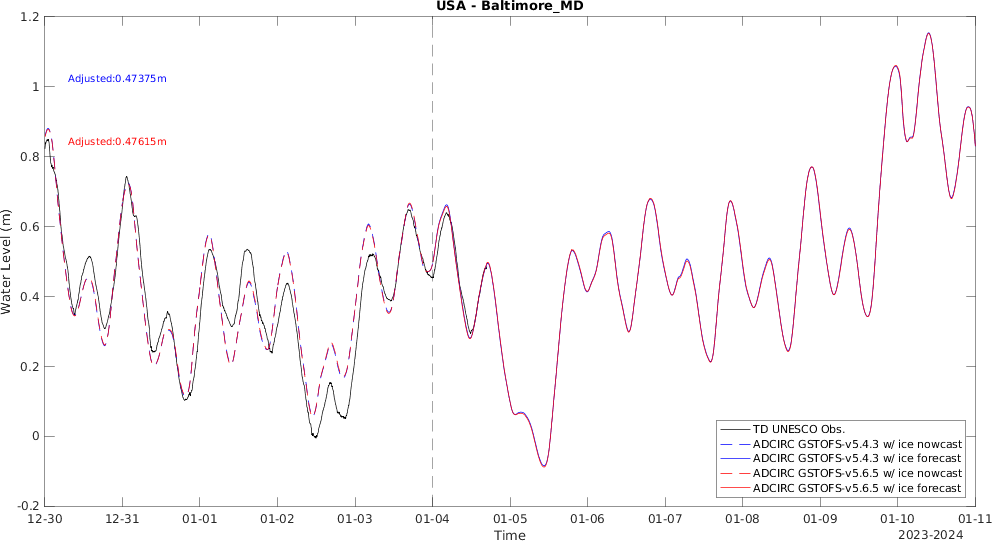 USA - Baltimore_MD
Adjusted:0.47375m
Adjusted:0.47615m
Water Level (m)
1.2
1
0.8
0.6
0.4
0.2
0
-0.2
TD UNESCO Obs.
ADCIRC GSTOFS-v5.4.3 w/ ice nowcast
ADCIRC GSTOFS-v5.4.3 w/ ice forecast
ADCIRC GSTOFS-v5.6.5 w/ ice nowcast
ADCIRC GSTOFS-v5.6.5 w/ ice forecast
12-30 12-31 01-01 01-02 01-03 01-04 01-05 01-06 01-07 01-08 01-09 01-10 01-11
Time
2023-2024